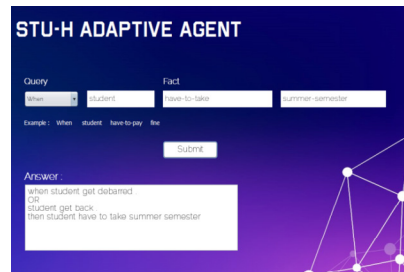 STU-H ADAPTIVE AGENT
Query Fact
When student have-to-take summer-semester
Example : When student have-to-pay fine
Submit
Answer :
when student get debarred
OR
student get back
then student have to take summer semester